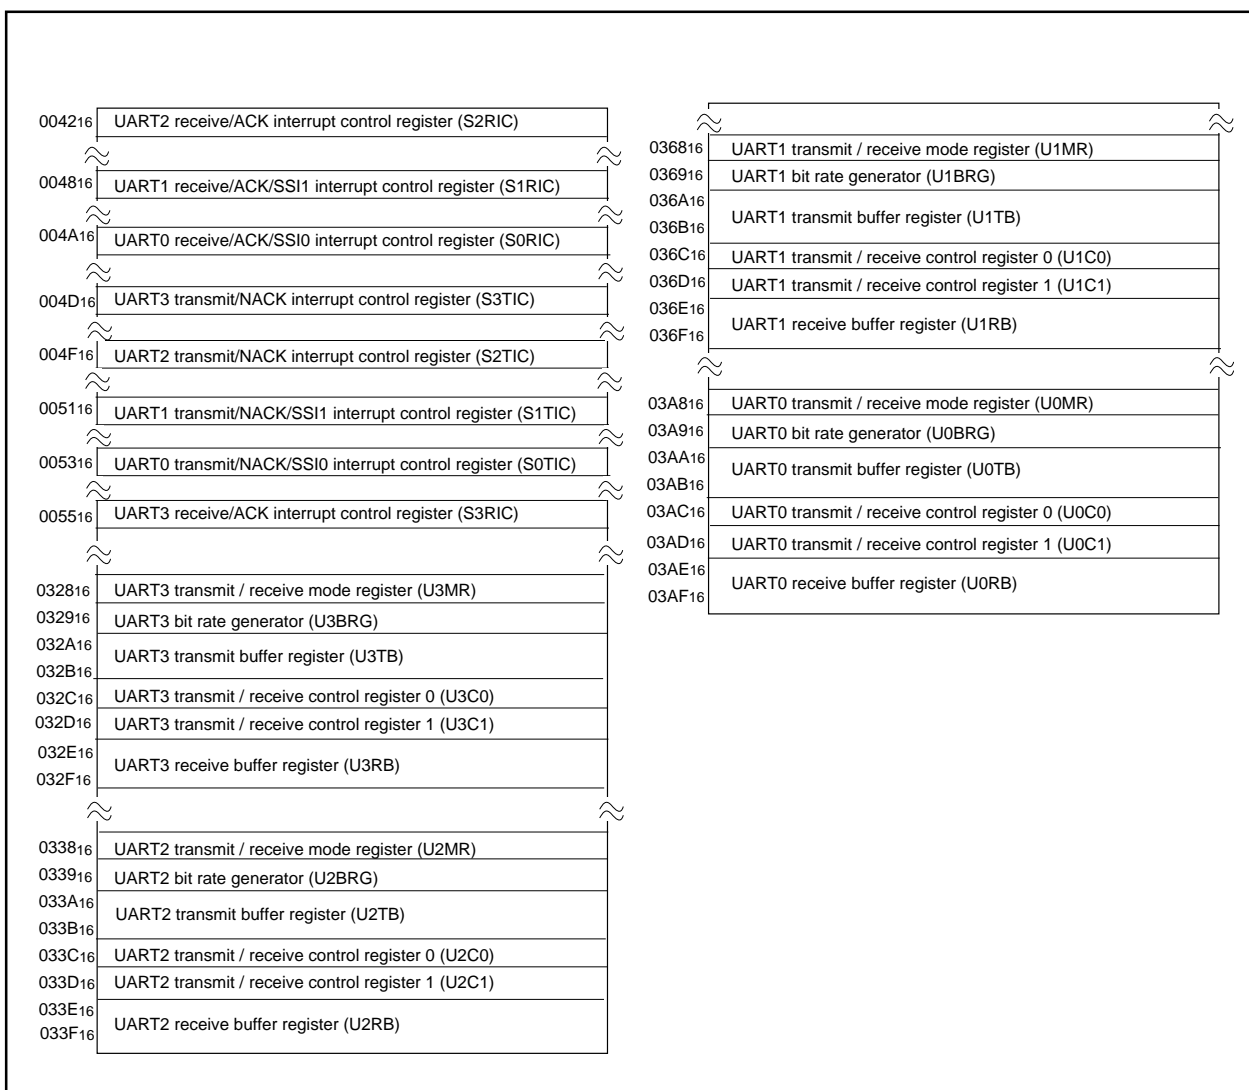 004216 UART2 receive/ACK interrupt control register (S2RIC)
004816 UART1 receive/ACK/SSI1 interrupt control register (S1RIC)
004A16 UART0 receive/ACK/SSI0 interrupt control register (S0RIC)
004D16 UART3 transmit/NACK interrupt control register (S3TIC)
004F16 UART2 transmit/NACK interrupt control register (S2TIC)
005116 UART1 transmit/NACK/SSI1 interrupt control register (S1TIC)
005316 UART0 transmit/NACK/SSI0 interrupt control register (S0TIC)
005516 UART3 receive/ACK interrupt control register (S3RIC)
032816 UART3 transmit / receive mode register (U3MR)
032916 UART3 bit rate generator (U3BRG)
032A16
UART3 transmit buffer register (U3TB)
032B16
032C16 UART3 transmit / receive control register 0 (U3C0)
032D16 UART3 transmit / receive control register 1 (U3C1)
032E16
UART3 receive buffer register (U3RB)
032F16
033816 UART2 transmit / receive mode register (U2MR)
033916 UART2 bit rate generator (U2BRG)
033A16
UART2 transmit buffer register (U2TB)
033B16
033C16 UART2 transmit / receive control register 0 (U2C0)
033D16 UART2 transmit / receive control register 1 (U2C1)
033E16
UART2 receive buffer register (U2RB)
033F16
036816 UART1 transmit / receive mode register (U1MR)
036916 UART1 bit rate generator (U1BRG)
036A16
UART1 transmit buffer register (U1TB)
036B16
036C16 UART1 transmit / receive control register 0 (U1C0)
036D16 UART1 transmit / receive control register 1 (U1C1)
036E16
UART1 receive buffer register (U1RB)
036F16
03A816 UART0 transmit / receive mode register (U0MR)
03A916 UART0 bit rate generator (U0BRG)
03AA16
UART0 transmit buffer register (U0TB)
03AB16
03AC16 UART0 transmit / receive control register 0 (U0C0)
03AD16 UART0 transmit / receive control register 1 (U0C1)
03AE16
UART0 receive buffer register (U0RB)
03AF16